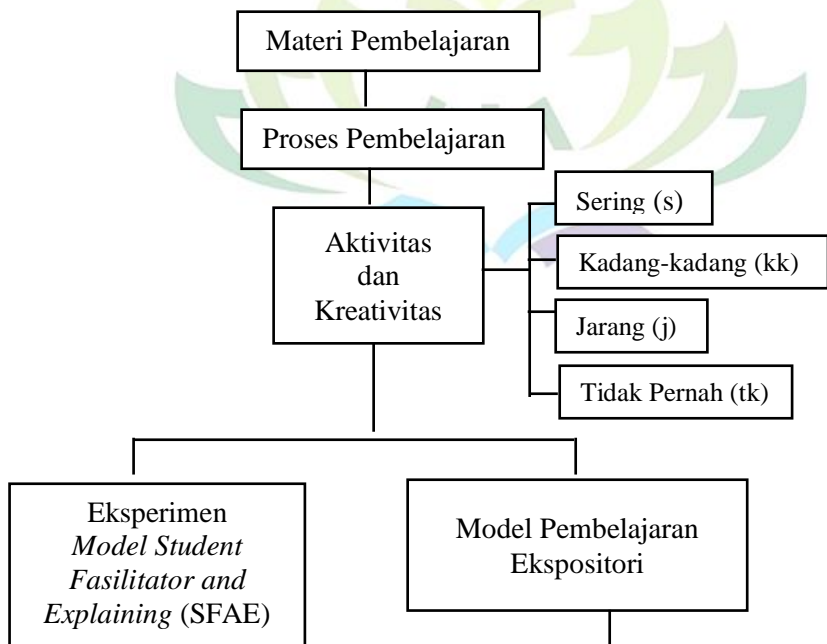 Materi Pembelajaran
Proses Pembelajaran
Aktivitas
dan
Kreativitas
Sering (s)
Kadang-kadang (kk)
Jarang (j)
Tidak Pernah (tk)
Eksperimen
Model Student
Fasilitator and
Explaining (SFAE)
Model Pembelajaran
Ekspositori